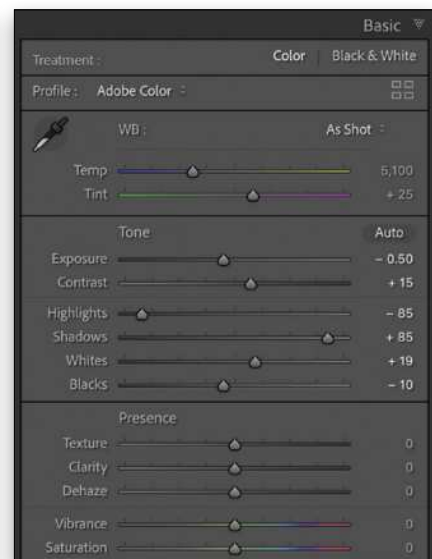 Basic
Treatment : Color Black & White
Profile : Adobe Color
WB : As Shot
Temp 5,100
Tint + 25
Tone Auto
Exposure – 0.50
Contrast + 15
Highlights – 85
Shadows + 85
Whites + 19
Blacks – 10
Presence
Texture 0
Clarity 0
Dehaze 0
Vibrance 0
Saturation 0